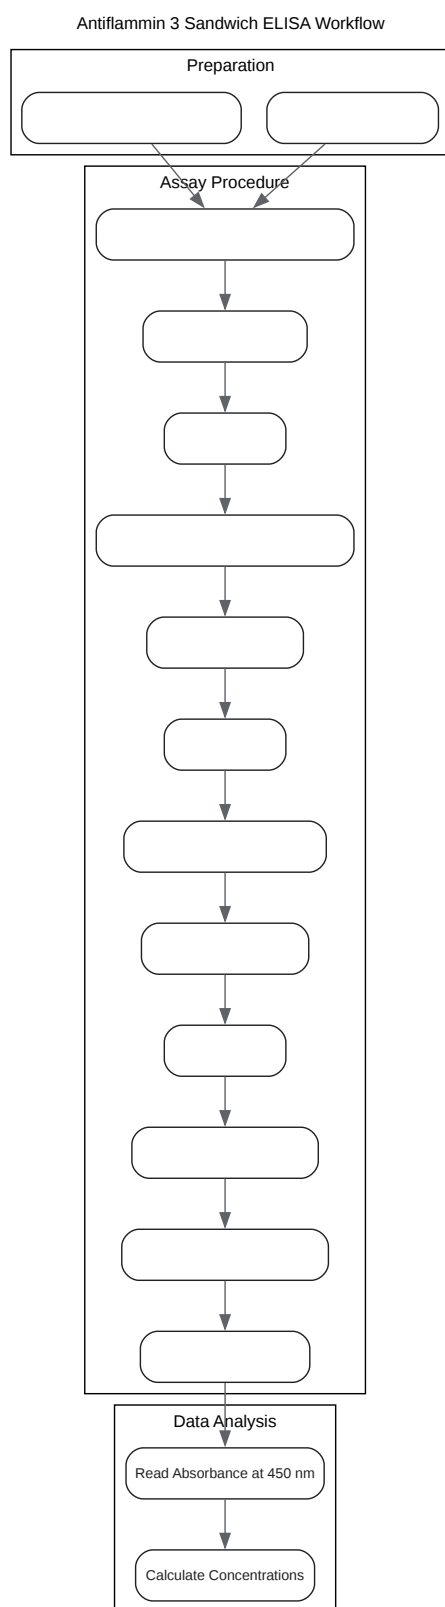 Antiflammin 3 Sandwich ELISA Workflow
Preparation
Assay Procedure
Data Analysis
Read Absorbance at 450 nm
Calculate Concentrations